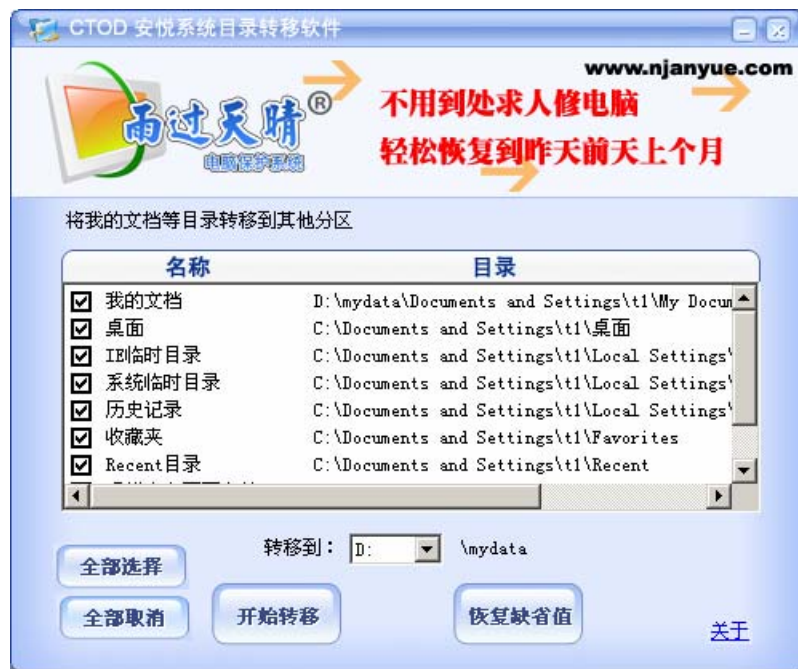 CTOD 安悦系统目录转移软件
www.njanyue.com
雨过天晴®
电脑保护系统
不用到处求人修电脑
轻松恢复到昨天前天上个月
将我的文档等目录转移到其他分区
名称 目录
我的文档 D:\mydata\Documents and Settings\t1\My Docum
桌面 C:\Documents and Settings\t1\桌面
IE临时目录 C:\Documents and Settings\t1\Local Settings\
系统临时目录 C:\Documents and Settings\t1\Local Settings\
历史记录 C:\Documents and Settings\t1\Local Settings\
收藏夹 C:\Documents and Settings\t1\Favorites
Recent目录 C:\Documents and Settings\t1\Recent
转移到： D: \mydata
全部选择
全部取消 开始转移 恢复缺省值 关于